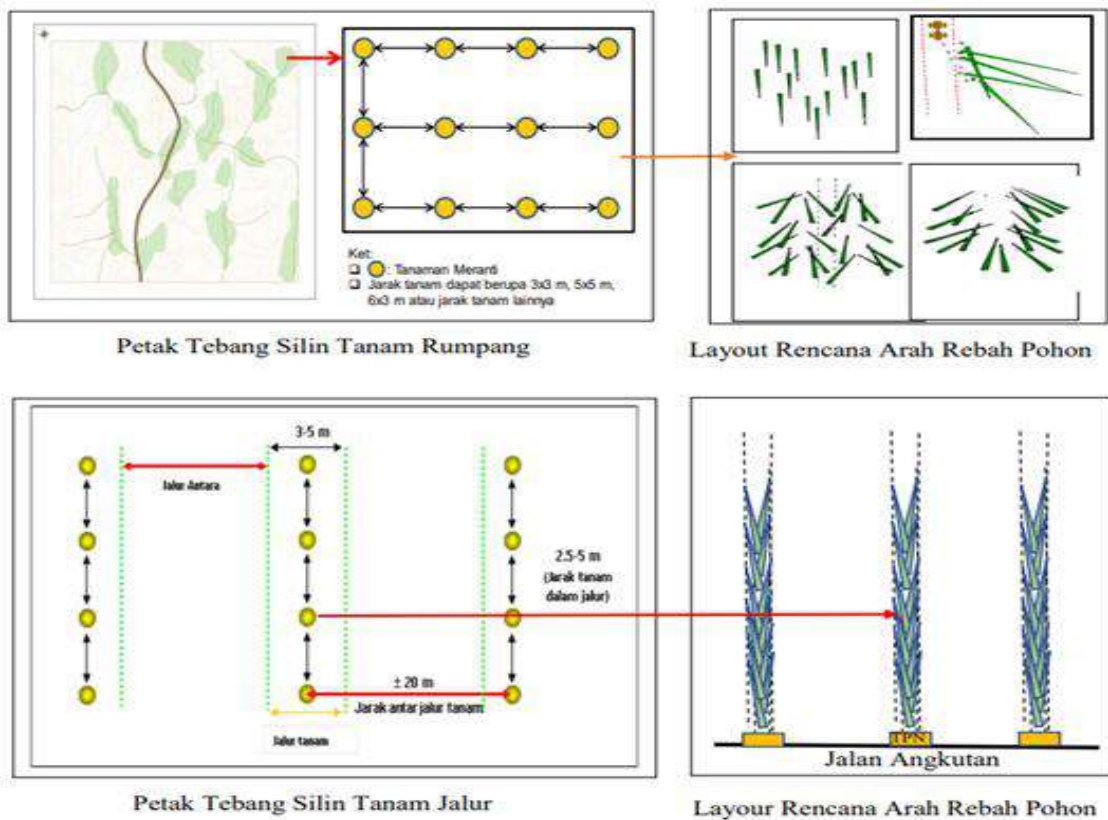 Ket:
: Tanaman Meranti
Jarak tanam dapat berupa 3x3 m, 5x5 m,
6x3 m atau jarak tanam lainnya
Petak Tebang Silin Tanam Rumpang
Layout Rencana Arah Rebah Pohon
3-5 m
Jalur Antara
2.5-5 m
(Jarak tanam
dalam jalur)
± 20 m
Jarak antar jalur tanam
Jalur tanam
TPN
Jalan Angkutan
Petak Tebang Silin Tanam Jalur
Layour Rencana Arah Rebah Pohon